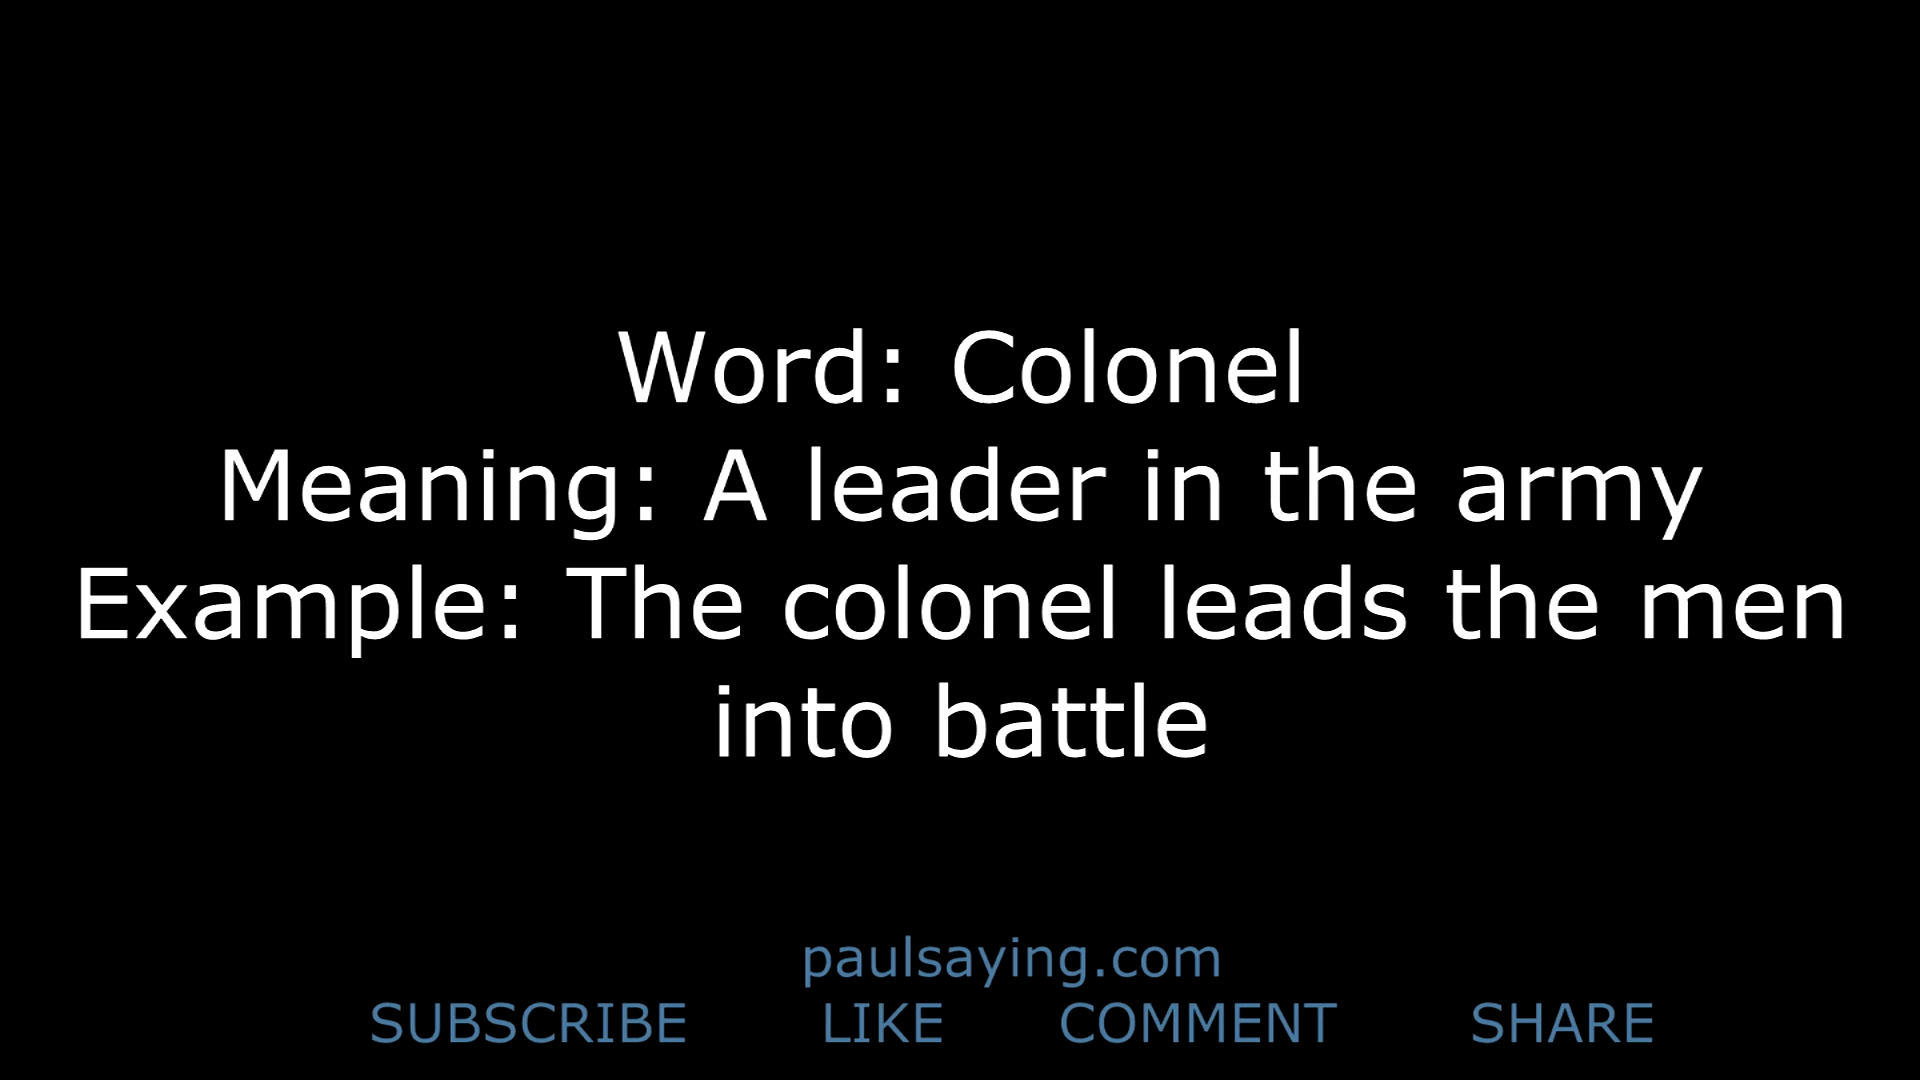 Word: Colonel
Meaning: A leader in the army
Example: The colonel leads the men
into battle
paulsaying.com
SUBSCRIBE LIKE COMMENT SHARE